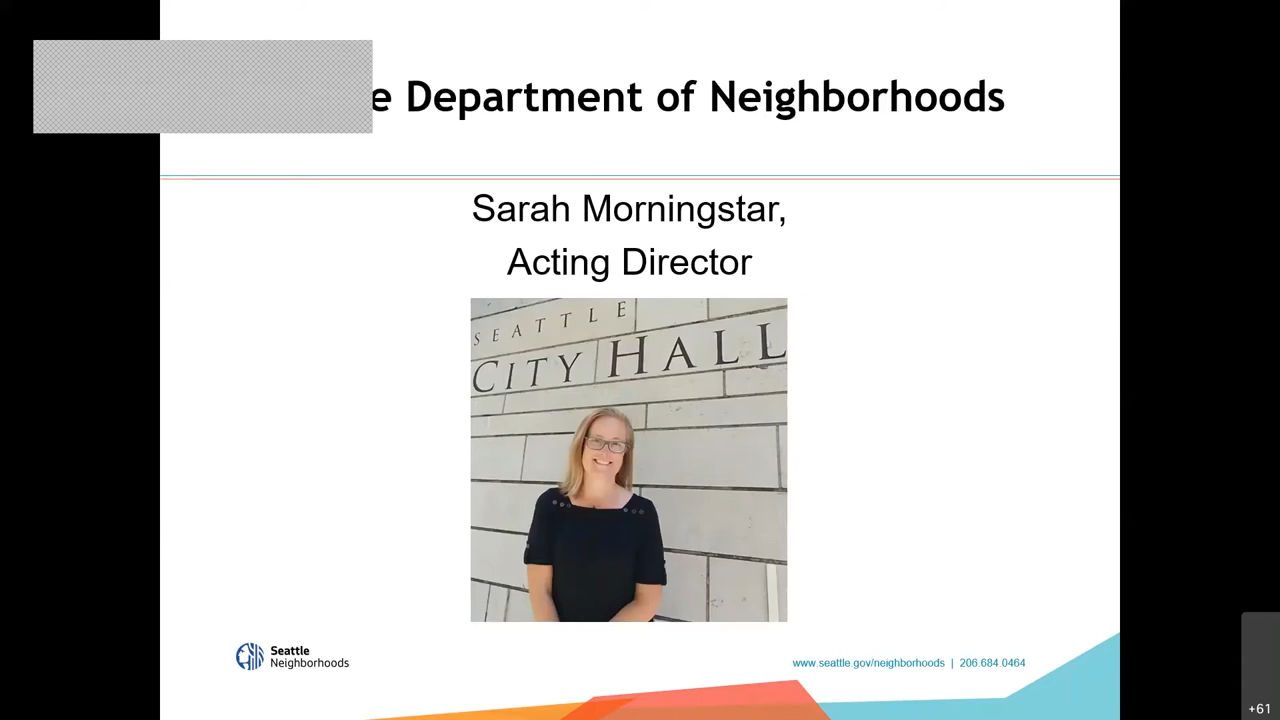 e Department of Neighborhoods
Sarah Morningstar,
Acting Director
SEATTLE
CITY HALL
Seattle
Neighborhoods
www.seattle.gov/neighborhoods | 206.684.0464
+61